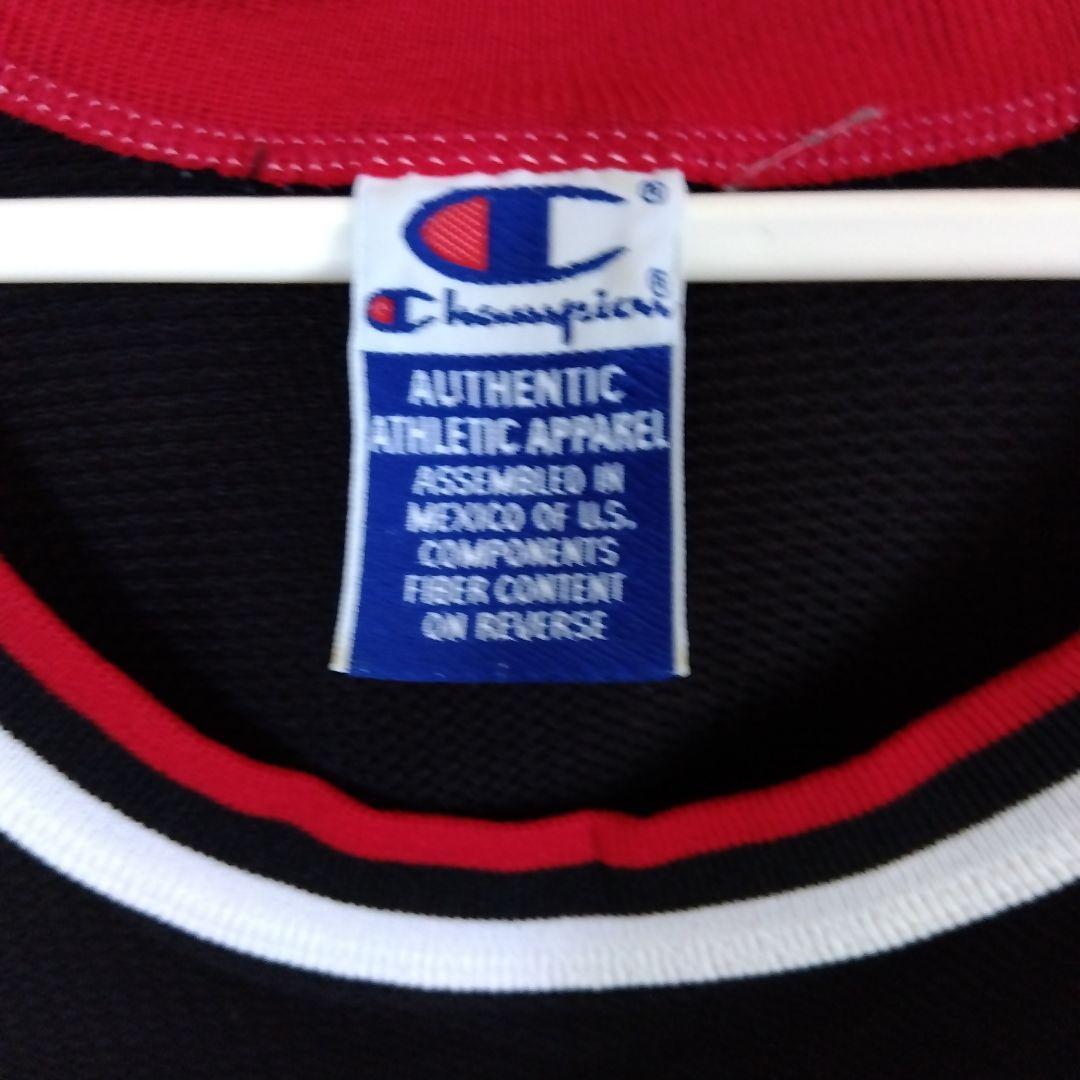 ®
Champion®
AUTHENTIC
ATHLETIC APPAREL
ASSEMBLED IN
MEXICO OF U.S.
COMPONENTS
FIBER CONTENT
ON REVERSE